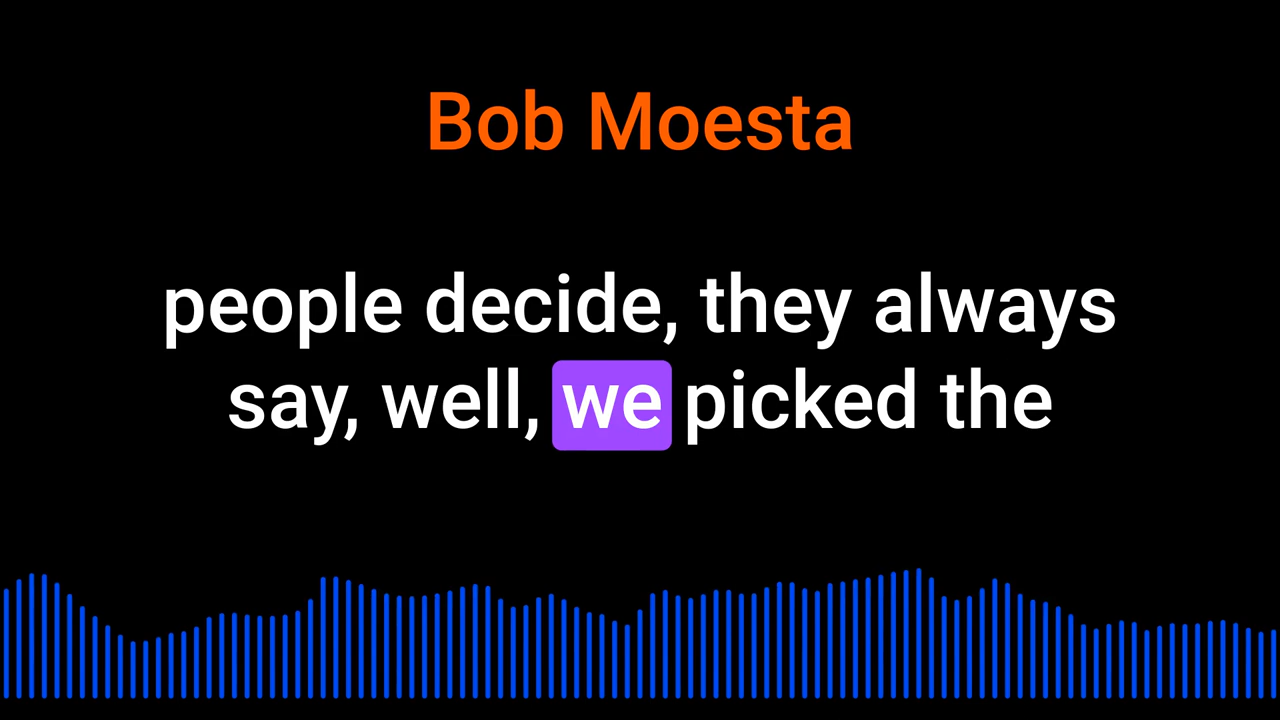 Bob Moesta
people decide, they always
say, well, we picked the